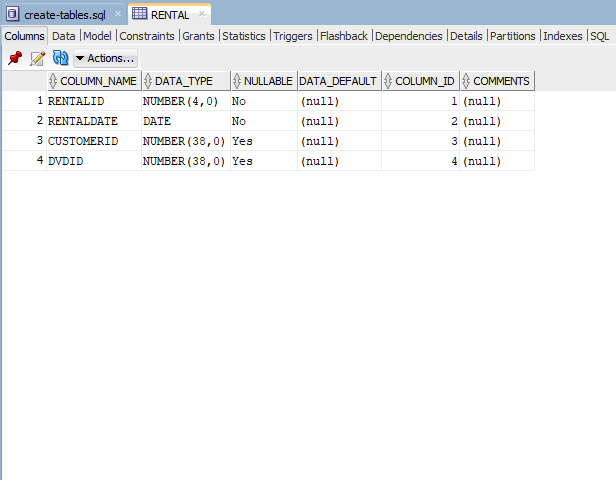 create-tables.sql × RENTAL ×
Columns Data Model Constraints Grants Statistics Triggers Flashback Dependencies Details Partitions Indexes SQL
Actions...
COLUMN_NAME DATA_TYPE NULLABLE DATA_DEFAULT COLUMN_ID COMMENTS
1 RENTALID NUMBER(4,0) No (null) 1 (null)
2 RENTALDATE DATE No (null) 2 (null)
3 CUSTOMERID NUMBER(38,0) Yes (null) 3 (null)
4 DVDID NUMBER(38,0) Yes (null) 4 (null)